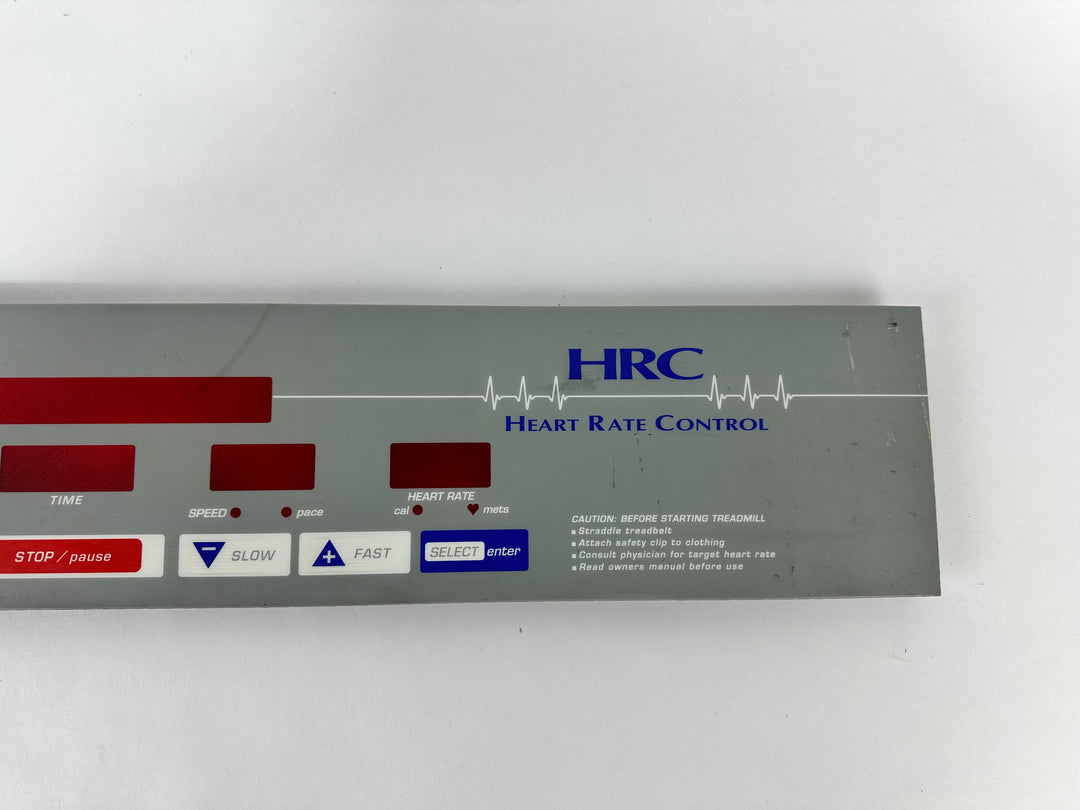 HRC
HEART RATE CONTROL
TIME
SPEED pace
HEART RATE
cal mets
STOP / pause
SLOW
FAST
SELECT enter
CAUTION: BEFORE STARTING TREADMILL
Straddle treadbelt
Attach safety clip to clothing
Consult physician for target heart rate
Read owners manual before use